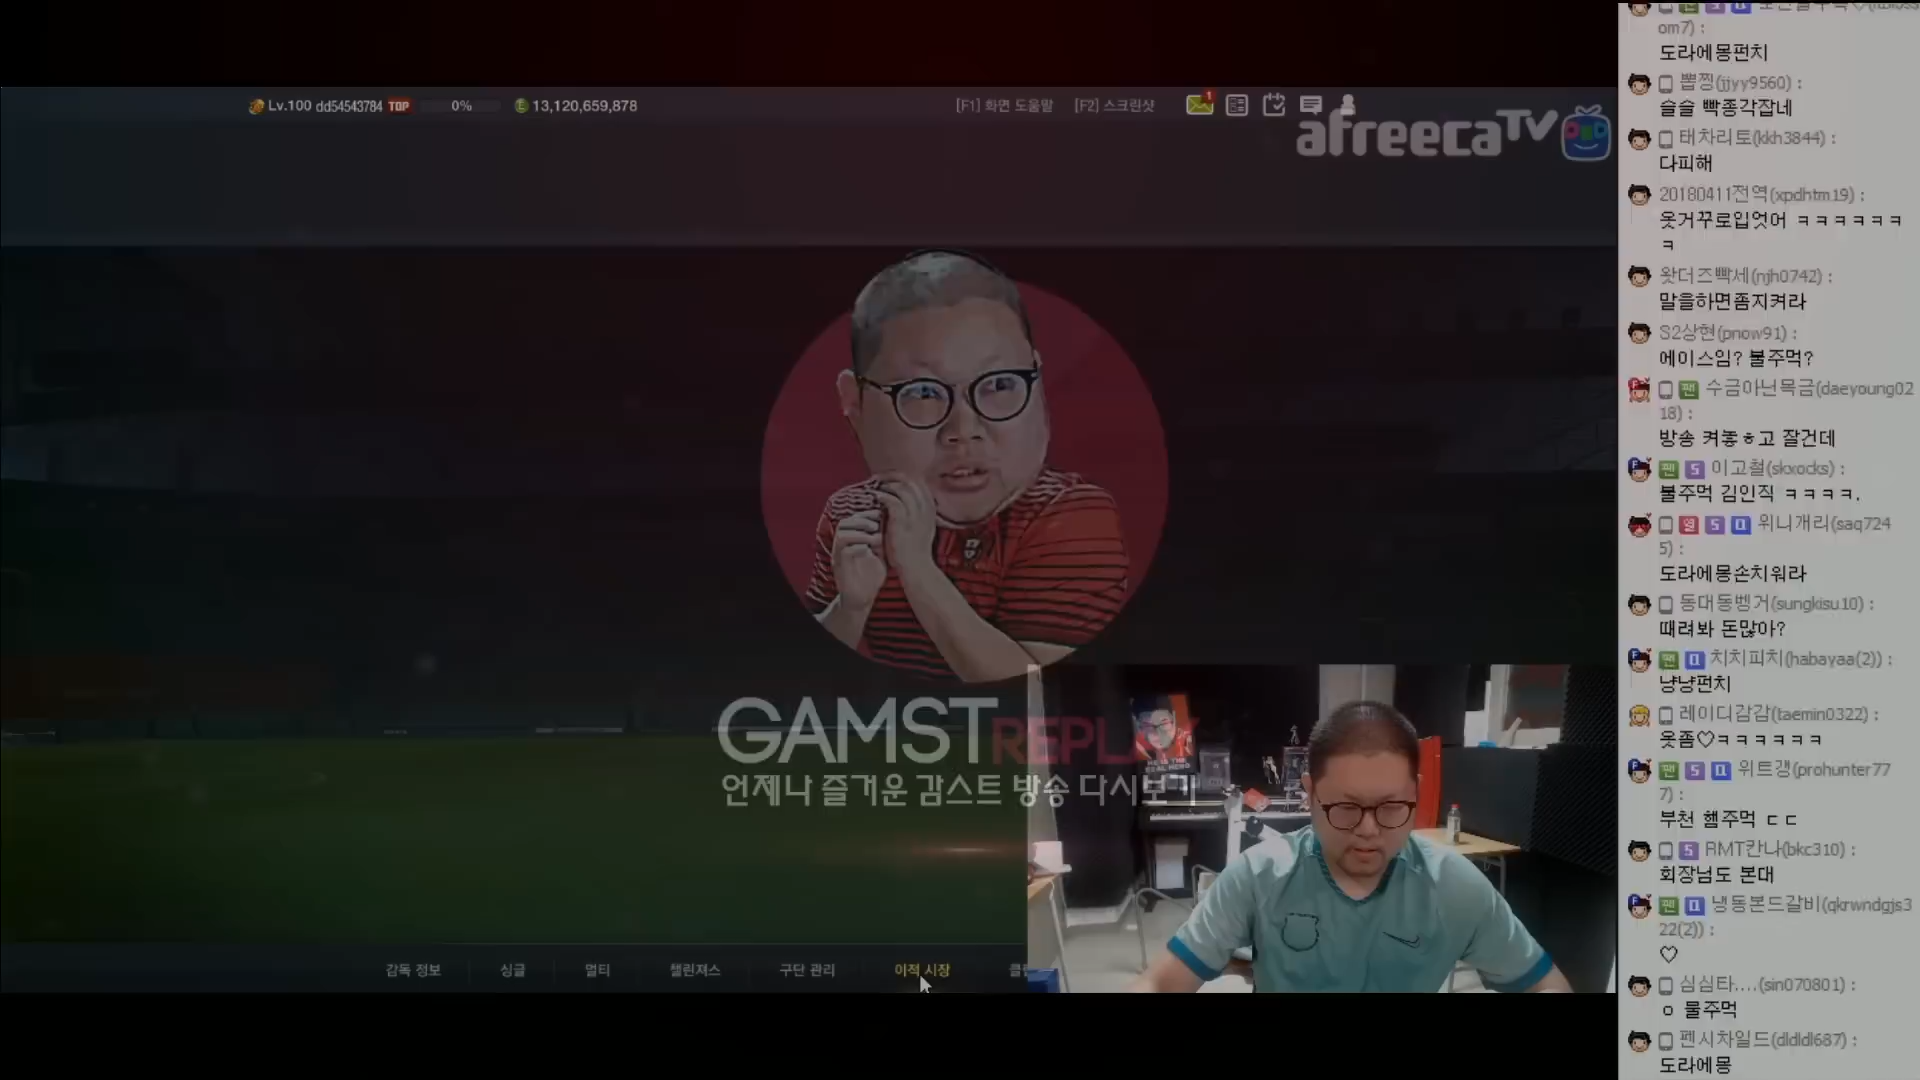 Lv.100 dd54543784 TOP 0% 13,120,659,878 [F1] 화면 도움말 [F2] 스크린샷 1
afreecaTV
GAMST REPLAY
언제나 즐거운 감스트 방송 다시보기
감독 정보 싱글 멀티 챌린져스 구단 관리 이적 시장
om7) :
도라에몽펀치
뽑찡(jjyy9560) :
슬슬 빡종각잡네
태차리토(kkh3844) :
다피해
20180411전역(xpdhtm19) :
옷거꾸로입엇어 ㅋㅋㅋㅋㅋㅋ
ㅋ
왓더즈빡세(njh0742) :
말을하면좀지켜라
S2상현(pnow91) :
에이스임? 불주먹?
팬 수금아닌목금(daeyoung02
18) :
방송 켜놓ㅎ고 잘건데
팬 S 이고철(skxocks) :
불주먹 김인직 ㅋㅋㅋㅋ.
열 S 위니개리(saq724
5) :
도라에몽손치워라
동대동벵거(sungkisu10) :
때려봐 돈많아?
팬 치치피치(habayaa(2)) :
냥냥펀치
레이디감감(taemin0322) :
옷좀♡ㅋㅋㅋㅋㅋㅋ
팬 S 위트갱(prohunter77
7) :
부천 햄주먹 ㄷㄷ
S RMT칸나(bkc310) :
회장님도 본대
팬 냉동본드갈비(qkrwndgjs3
22(2)) :
♡
심심타....(sin070801) :
ㅇ 물주먹
펜시차일드(dldldl687) :
도라에몽